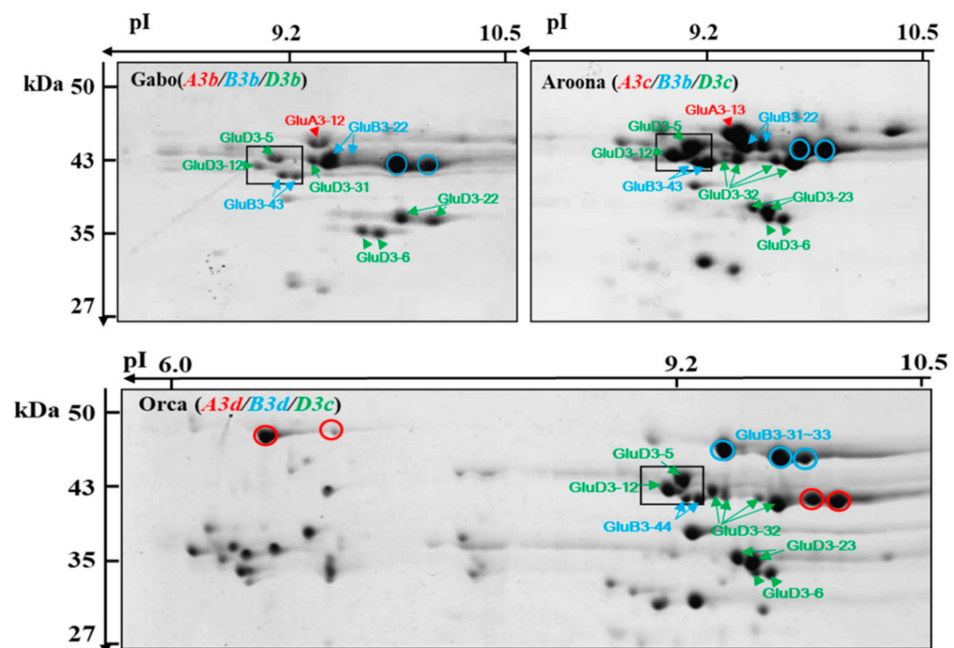 pI 9.2 10.5
kDa
Gabo(A3b/B3b/D3b)
50
43
35
27
GluA3-12
GluB3-22
GluD3-5
GluD3-12
GluD3-31
GluB3-43
GluD3-22
GluD3-6
9.2 10.5
Aroona (A3c/B3b/D3c)
GluA3-13
GluB3-22
GluD3-5
GluD3-12
GluB3-43
GluD3-32
GluD3-23
GluD3-6
pI 6.0 9.2 10.5
kDa
Orca (A3d/B3d/D3c)
50
43
35
27
GluB3-31~33
GluD3-5
GluD3-12
GluB3-44
GluD3-32
GluD3-23
GluD3-6